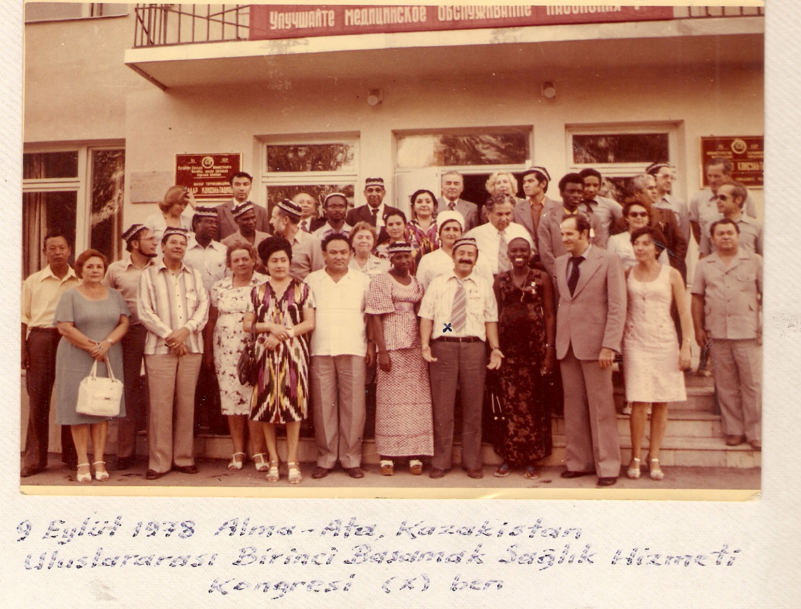 Улучшайте медицинское обслуживание населения !
x
9 Eylül 1978 Alma-Ata, Kazakistan
Uluslararası Birinci Basamak Sağlık Hizmeti
Kongresi (x) ben